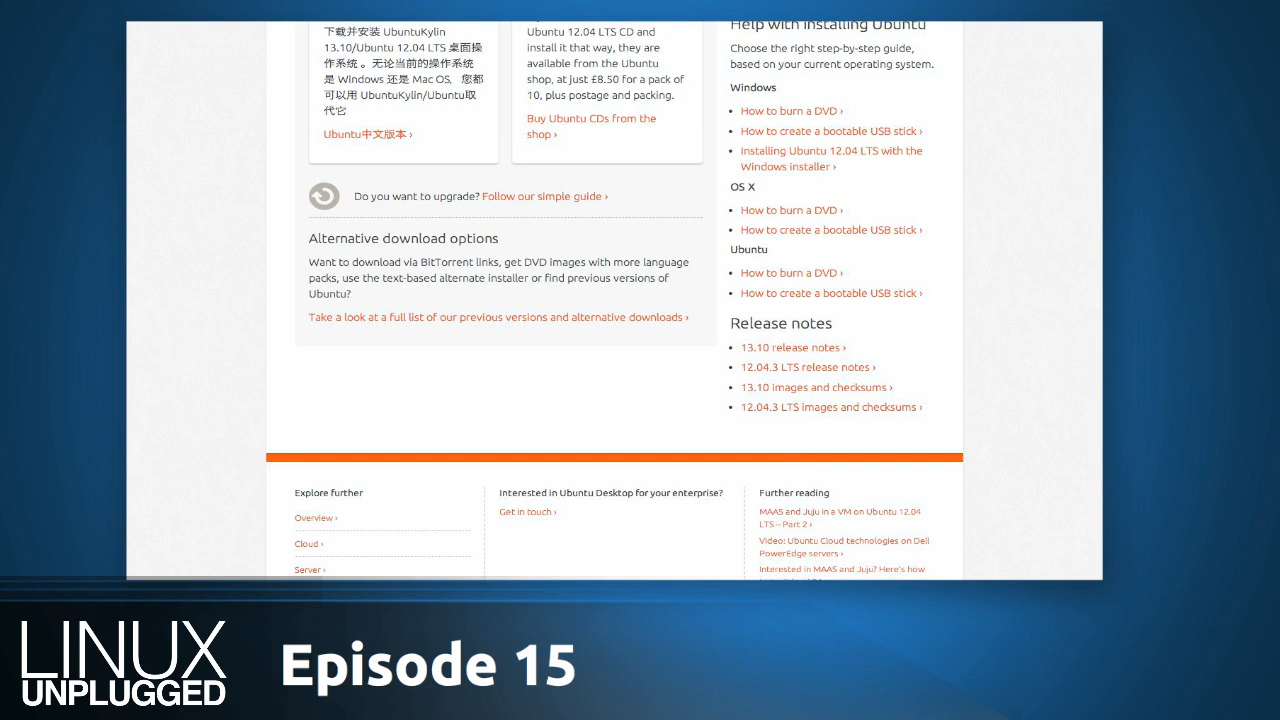 下载并安装 UbuntuKylin
13.10/Ubuntu 12.04 LTS 桌面操
作系统 。无论当前的操作系统
是 Windows 还是 Mac OS, 您都
可以用 UbuntuKylin/Ubuntu取
代它
Ubuntu中文版本 ›
Ubuntu 12.04 LTS CD and
install it that way, they are
available from the Ubuntu
shop, at just £8.50 for a pack of
10, plus postage and packing.
Buy Ubuntu CDs from the
shop ›
Do you want to upgrade? Follow our simple guide ›
Alternative download options
Want to download via BitTorrent links, get DVD images with more language
packs, use the text-based alternate installer or find previous versions of
Ubuntu?
Take a look at a full list of our previous versions and alternative downloads ›
Help with installing Ubuntu
Choose the right step-by-step guide,
based on your current operating system.
Windows
• How to burn a DVD ›
• How to create a bootable USB stick ›
• Installing Ubuntu 12.04 LTS with the
Windows installer ›
OS X
• How to burn a DVD ›
• How to create a bootable USB stick ›
Ubuntu
• How to burn a DVD ›
• How to create a bootable USB stick ›
Release notes
• 13.10 release notes ›
• 12.04.3 LTS release notes ›
• 13.10 images and checksums ›
• 12.04.3 LTS images and checksums ›
Explore further
Overview ›
Cloud ›
Server ›
Interested in Ubuntu Desktop for your enterprise?
Get in touch ›
Further reading
MAAS and Juju in a VM on Ubuntu 12.04
LTS – Part 2 ›
Video: Ubuntu Cloud technologies on Dell
PowerEdge servers ›
Interested in MAAS and Juju? Here's how
LINUX
UNPLUGGED
Episode 15